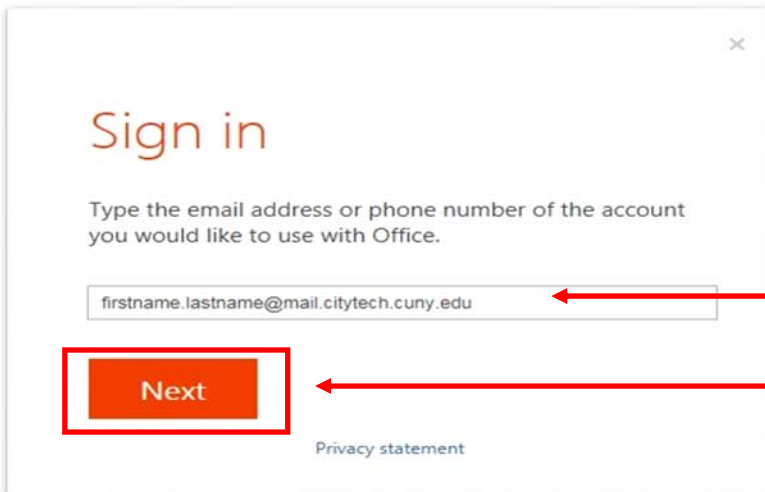 Sign in
Type the email address or phone number of the account
you would like to use with Office.
firstname.lastname@mail.citytech.cuny.edu
Next
Privacy statement